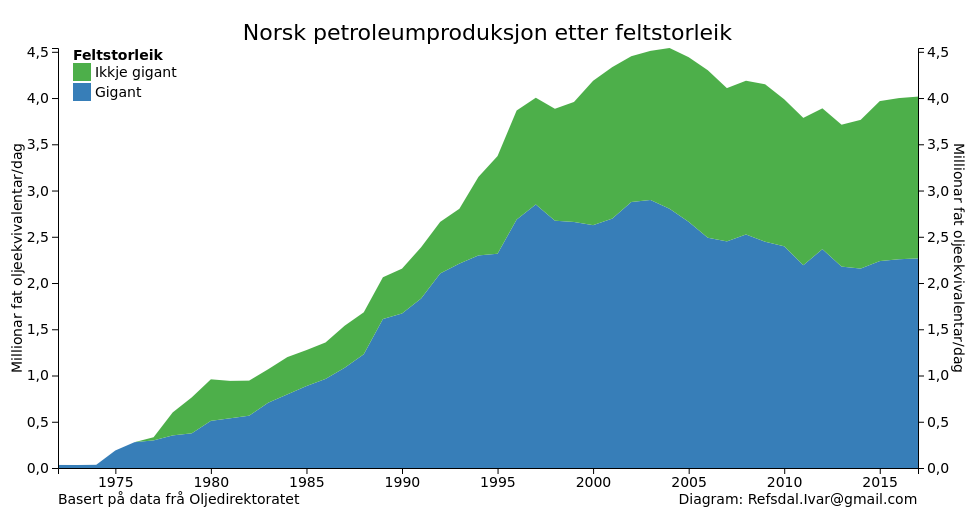 Norsk petroleumproduksjon etter feltstorleik
Feltstorleik
Ikkje gigant
Gigant
Millionar fat oljeekvivalentar/dag
4,5
4,0
3,5
3,0
2,5
2,0
1,5
1,0
0,5
0,0
4,5
4,0
3,5
3,0
2,5
2,0
1,5
1,0
0,5
0,0
Millionar fat oljeekvivalentar/dag
1975 1980 1985 1990 1995 2000 2005 2010 2015
Basert på data frå Oljedirektoratet
Diagram: Refsdal.Ivar@gmail.com